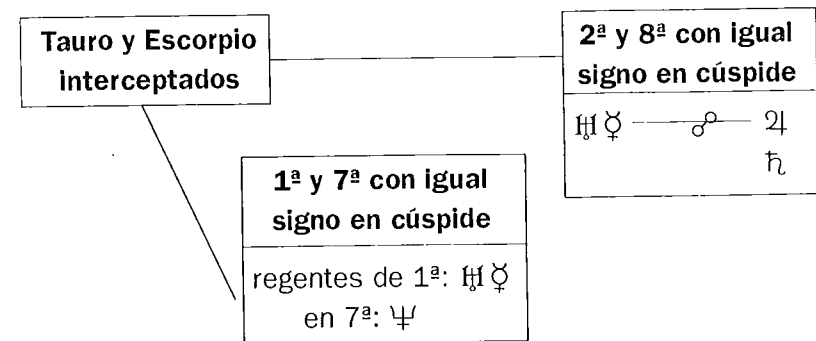 Tauro y Escorpio
interceptados
2ª y 8ª con igual
signo en cúspide
♅ ☿ ☍ ♃
♄
1ª y 7ª con igual
signo en cúspide
regentes de 1ª: ♅ ☿
en 7ª: ♆